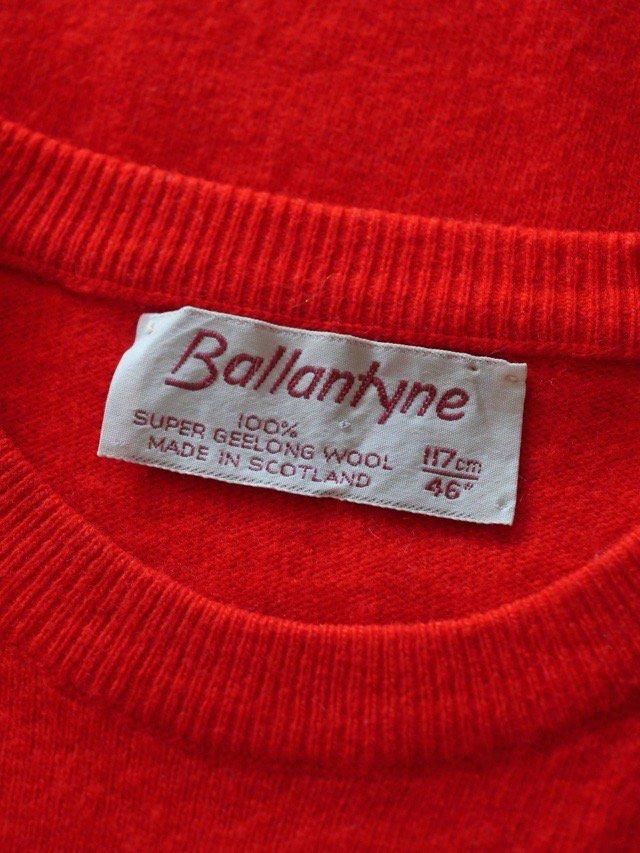 Ballantyne
100%
SUPER GEELONG WOOL
MADE IN SCOTLAND
117cm
46"